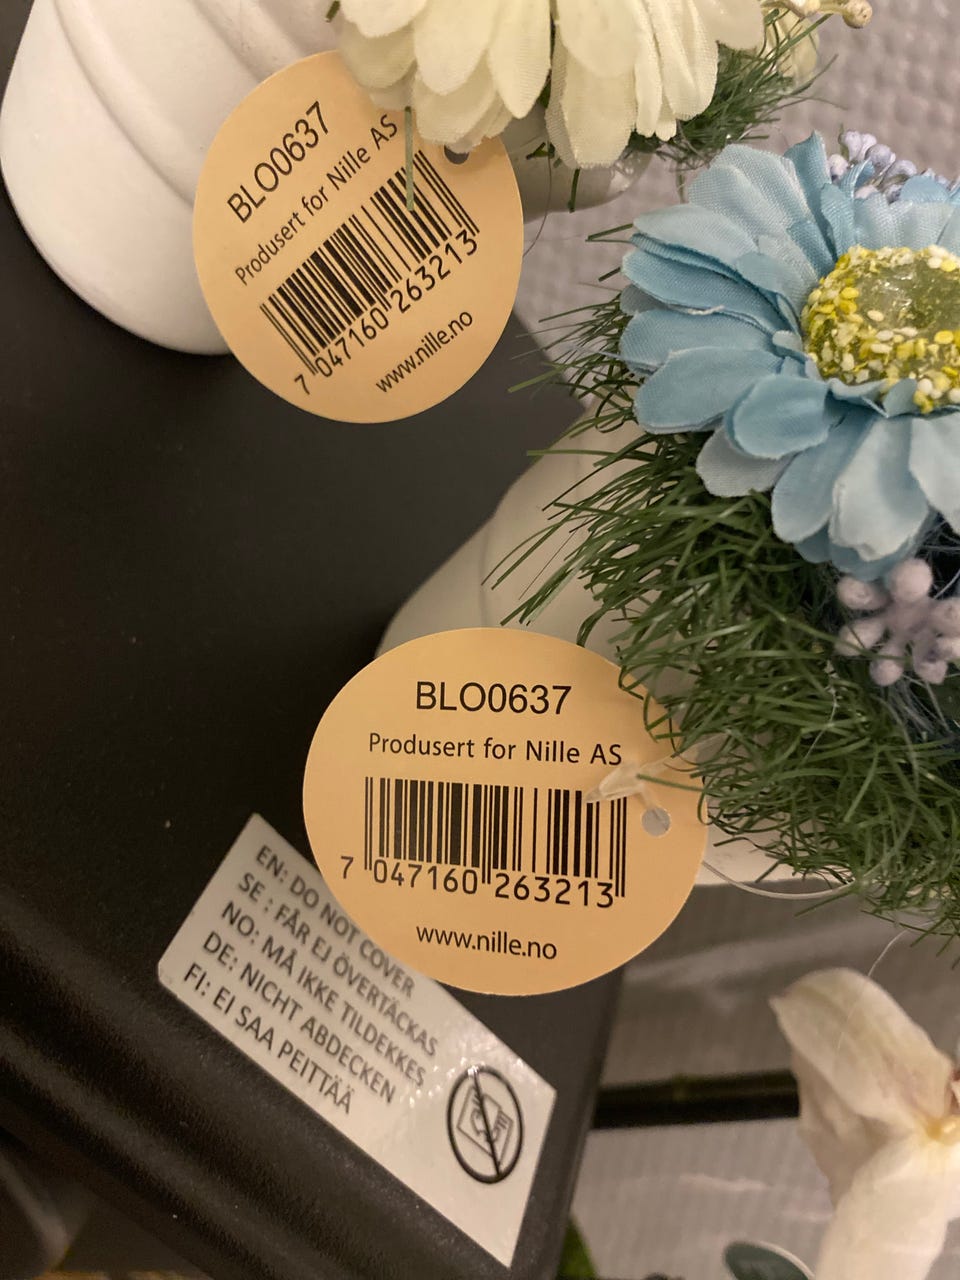 BLO0637
Produsert for Nille AS
7 047160 263213
www.nille.no
BLO0637
Produsert for Nille AS
7 047160 263213
www.nille.no
EN: DO NOT COVER
SE : FÅR EJ ÖVERTÄCKAS
NO: MÅ IKKE TILDEKKES
DE: NICHT ABDECKEN
FI: EI SAA PEITTÄÄ